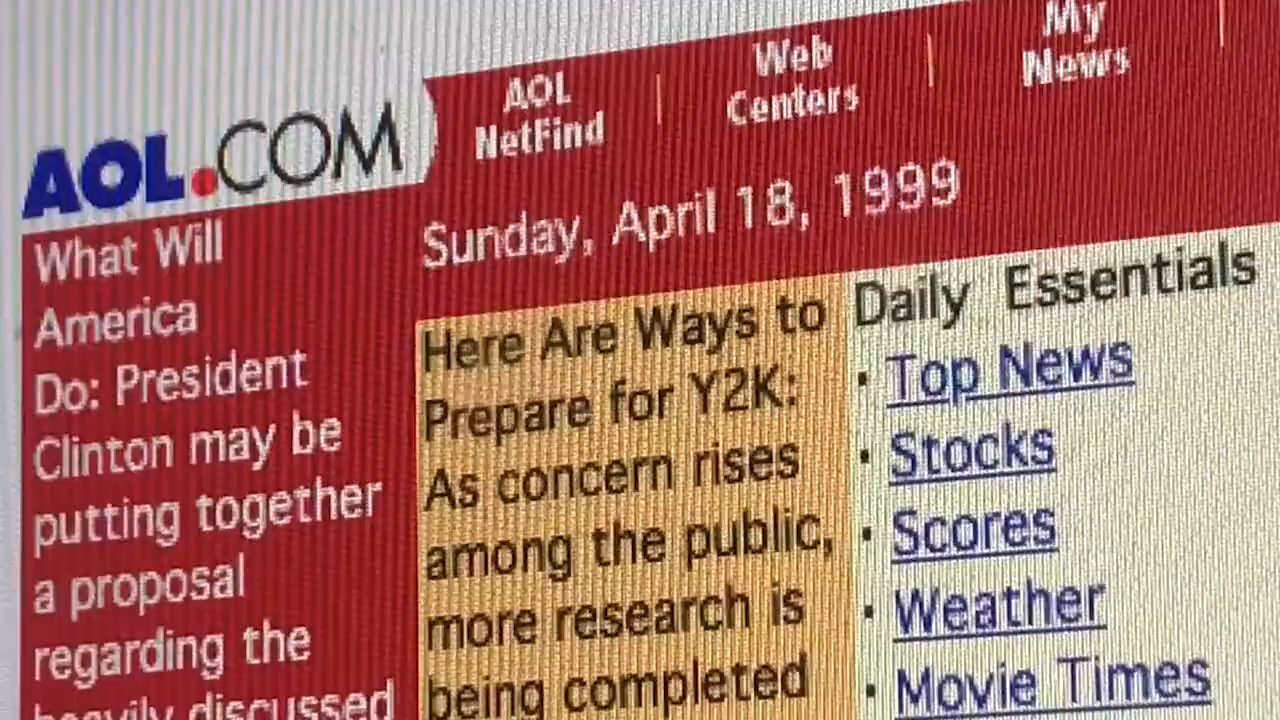 AOL.COM
AOL
NetFind
Web
Centers
My
News
Sunday, April 18, 1999
What Will
America
Do: President
Clinton may be
putting together
a proposal
regarding the
heavily discussed
Here Are Ways to
Prepare for Y2K:
As concern rises
among the public,
more research is
being completed
Daily Essentials
· Top News
· Stocks
· Scores
· Weather
· Movie Times